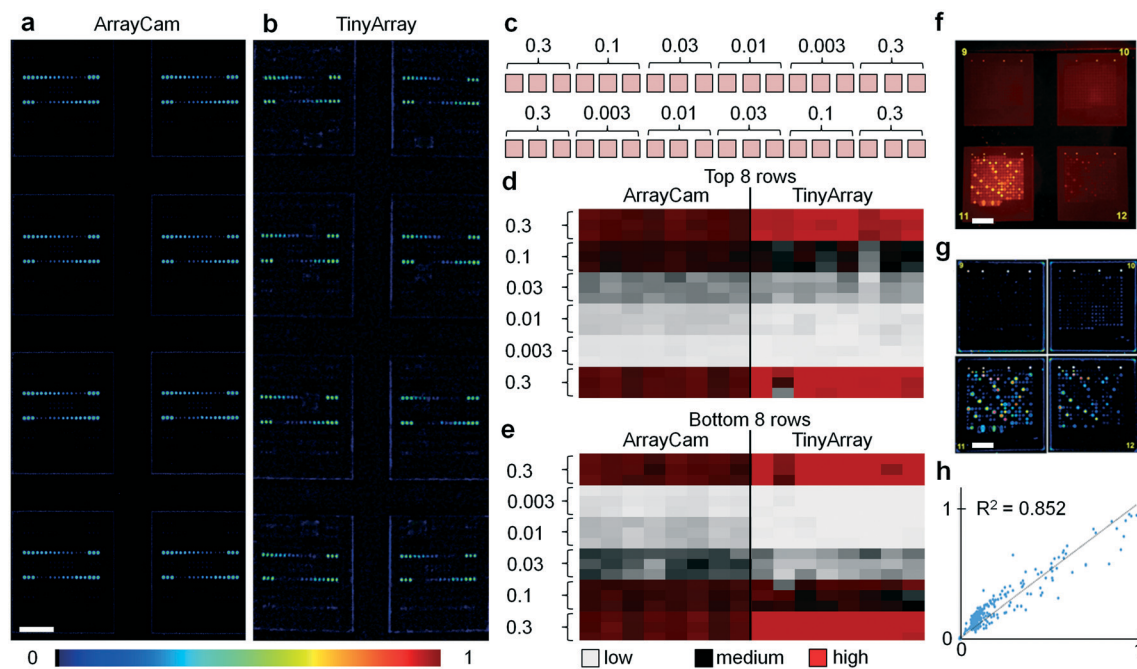 a
ArrayCam
b
TinyArray
0
1
c
0.3 0.1 0.03 0.01 0.003 0.3
0.3 0.003 0.01 0.03 0.1 0.3
d
Top 8 rows
ArrayCam TinyArray
0.3
0.1
0.03
0.01
0.003
0.3
e
Bottom 8 rows
ArrayCam TinyArray
0.3
0.003
0.01
0.03
0.1
0.3
low medium high
f
9 10
11 12
g
9 10
11 12
h
1
R² = 0.852
0
0